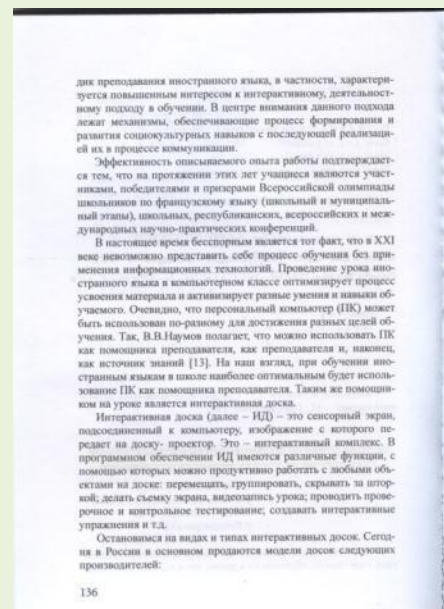 дик преподавания иностранного языка, в частности, характери-
зуется повышенным интересом к интерактивному, деятельност-
ному подходу в обучении. В центре внимания данного подхода
лежат механизмы, обеспечивающие процесс формирования и
развития социокультурных навыков с последующей реализаци-
ей их в процессе коммуникации.
Эффективность описываемого опыта работы подтверждает-
ся тем, что на протяжении этих лет учащиеся являются участ-
никами, победителями и призерами Всероссийской олимпиады
школьников по французскому языку (школьный и муниципаль-
ный этапы), школьных, республиканских, всероссийских и меж-
дународных научно-практических конференций.
В настоящее время бесспорным является тот факт, что в XXI
веке невозможно представить себе процесс обучения без при-
менения информационных технологий. Проведение урока ино-
странного языка в компьютерном классе оптимизирует процесс
усвоения материала и активизирует разные умения и навыки об-
учаемого. Очевидно, что персональный компьютер (ПК) может
быть использован по-разному для достижения разных целей об-
учения. Так, В.В.Наумов полагает, что можно использовать ПК
как помощника преподавателя, как преподавателя и, наконец,
как источник знаний [13]. На наш взгляд, при обучении ино-
странным языкам в школе наиболее оптимальным будет исполь-
зование ПК как помощника преподавателя. Таким же помощни-
ком на уроке является интерактивная доска.
Интерактивная доска (далее – ИД) – это сенсорный экран,
подсоединенный к компьютеру, изображение с которого пе-
редает на доску- проектор. Это – интерактивный комплекс. В
программном обеспечении ИД имеются различные функции, с
помощью которых можно продуктивно работать с любыми объ-
ектами на доске: перемещать, группировать, скрывать за штор-
кой; делать съемку экрана, видеозапись урока; проводить прове-
рочное и контрольное тестирование; создавать интерактивные
упражнения и т.д.
Остановимся на видах и типах интерактивных досок. Сегод-
ня в России в основном продаются модели досок следующих
производителей:
136